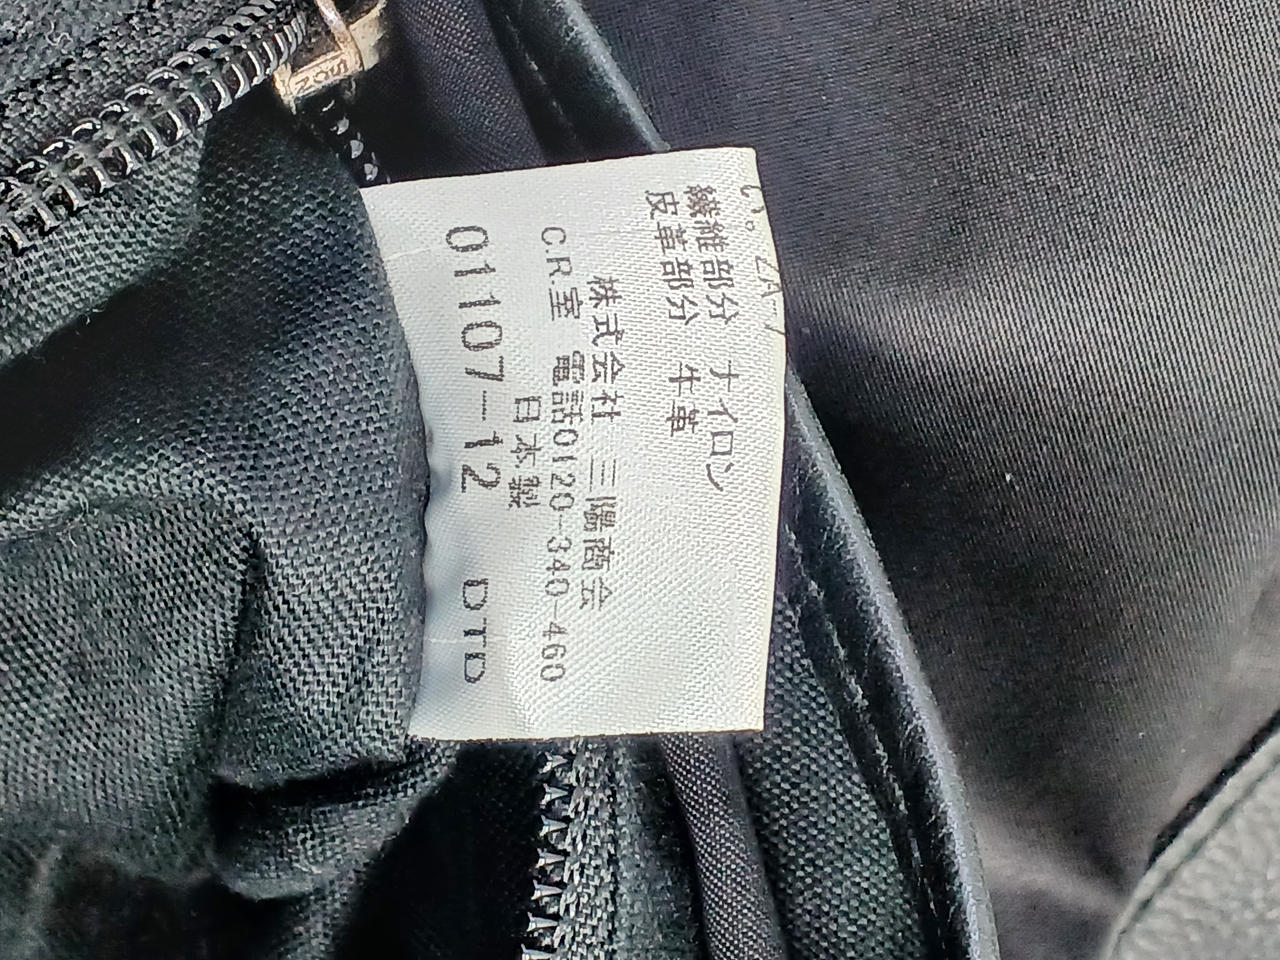 繊維部分 ナイロン
皮革部分 牛革
株式会社 三陽商会
C.R.室 電話0120-340-460
日本製
01107-12 DTD